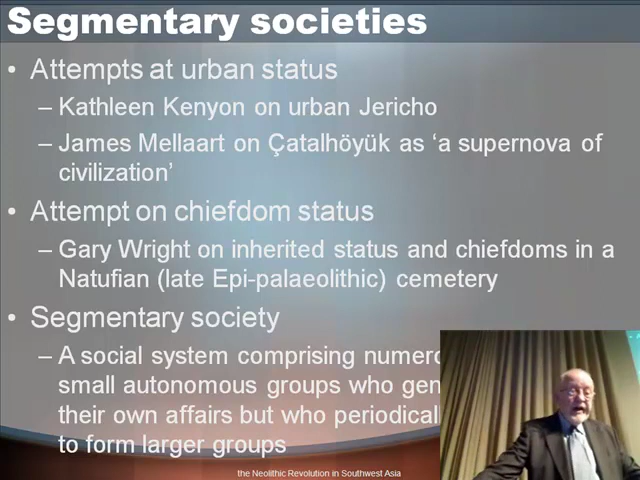 Segmentary societies
• Attempts at urban status
– Kathleen Kenyon on urban Jericho
– James Mellaart on Çatalhöyük as ‘a supernova of
civilization’
• Attempt on chiefdom status
– Gary Wright on inherited status and chiefdoms in a
Natufian (late Epi-palaeolithic) cemetery
• Segmentary society
– A social system comprising
small autonomous groups who
their own affairs but who
to form larger groups
the Neolithic Revolution in Southwest Asia